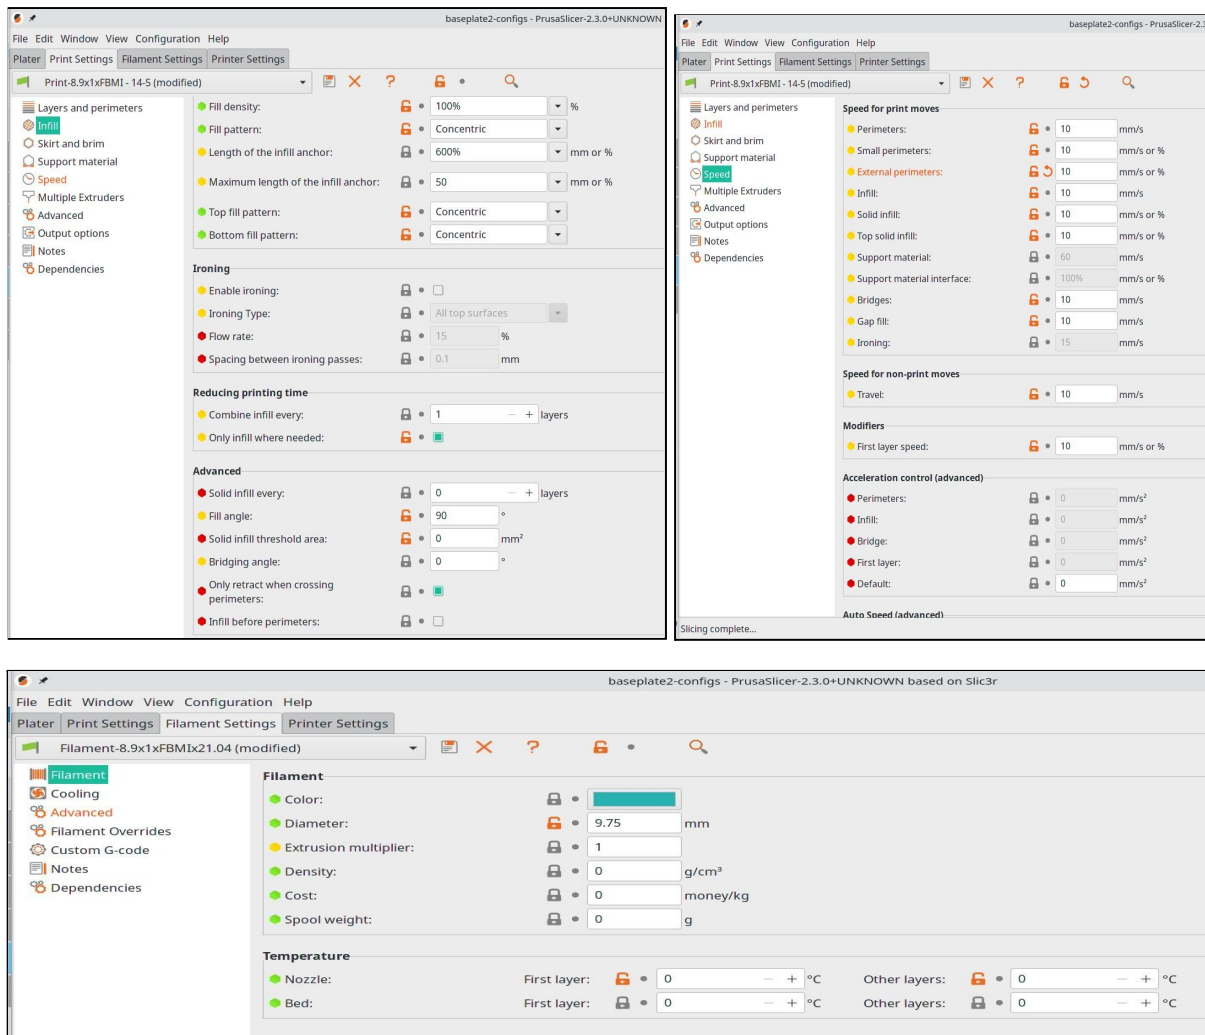 baseplate2-configs - PrusaSlicer-2.3.0+UNKNOWN
File Edit Window View Configuration Help
Plater Print Settings Filament Settings Printer Settings
Print-8.9x1xFBMI - 14-5 (modified)
Layers and perimeters
Infill
Skirt and brim
Support material
Speed
Multiple Extruders
Advanced
Output options
Notes
Dependencies
Fill density: 100% %
Fill pattern: Concentric
Length of the infill anchor: 600% mm or %
Maximum length of the infill anchor: 50 mm or %
Top fill pattern: Concentric
Bottom fill pattern: Concentric
Ironing
Enable ironing:
Ironing Type: All top surfaces
Flow rate: 15 %
Spacing between ironing passes: 0.1 mm
Reducing printing time
Combine infill every: 1 layers
Only infill where needed:
Advanced
Solid infill every: 0 layers
Fill angle: 90 °
Solid infill threshold area: 0 mm²
Bridging angle: 0 °
Only retract when crossing
perimeters:
Infill before perimeters:
baseplate2-configs - PrusaSlicer-2.3
File Edit Window View Configuration Help
Plater Print Settings Filament Settings Printer Settings
Print-8.9x1xFBMI - 14-5 (modified)
Layers and perimeters
Infill
Skirt and brim
Support material
Speed
Multiple Extruders
Advanced
Output options
Notes
Dependencies
Speed for print moves
Perimeters: 10 mm/s
Small perimeters: 10 mm/s or %
External perimeters: 10 mm/s or %
Infill: 10 mm/s
Solid infill: 10 mm/s or %
Top solid infill: 10 mm/s or %
Support material: 60 mm/s
Support material interface: 100% mm/s or %
Bridges: 10 mm/s
Gap fill: 10 mm/s
Ironing: 15 mm/s
Speed for non-print moves
Travel: 10 mm/s
Modifiers
First layer speed: 10 mm/s or %
Acceleration control (advanced)
Perimeters: 0 mm/s²
Infill: 0 mm/s²
Bridge: 0 mm/s²
First layer: 0 mm/s²
Default: 0 mm/s²
Auto Speed (advanced)
Slicing complete...
baseplate2-configs - PrusaSlicer-2.3.0+UNKNOWN based on Slic3r
File Edit Window View Configuration Help
Plater Print Settings Filament Settings Printer Settings
Filament-8.9x1xFBMIx21.04 (modified)
Filament
Cooling
Advanced
Filament Overrides
Custom G-code
Notes
Dependencies
Filament
Color:
Diameter: 9.75 mm
Extrusion multiplier: 1
Density: 0 g/cm³
Cost: 0 money/kg
Spool weight: 0 g
Temperature
Nozzle: First layer: 0 °C Other layers: 0 °C
Bed: First layer: 0 °C Other layers: 0 °C